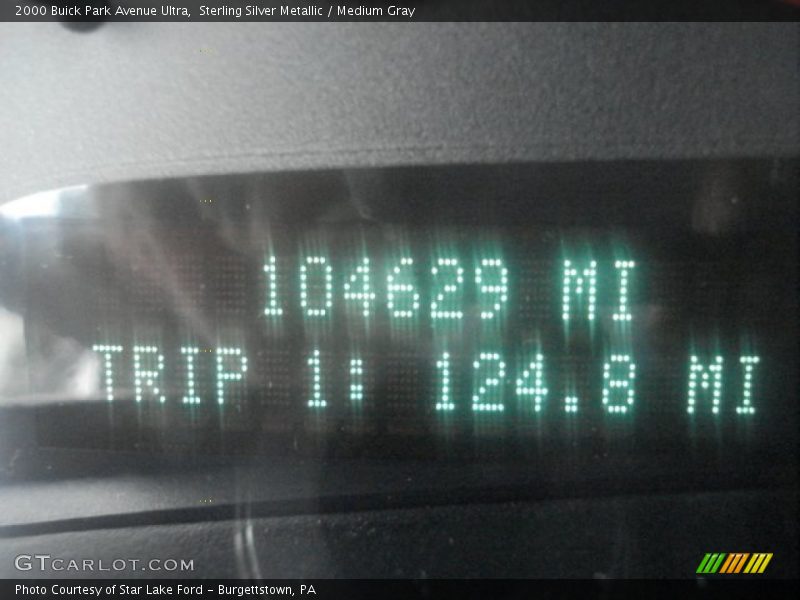 2000 Buick Park Avenue Ultra,  Sterling Silver Metallic / Medium Gray
104629 MI
TRIP 1: 124.8 MI
GTCARLOT.COM
Photo Courtesy of Star Lake Ford - Burgettstown, PA